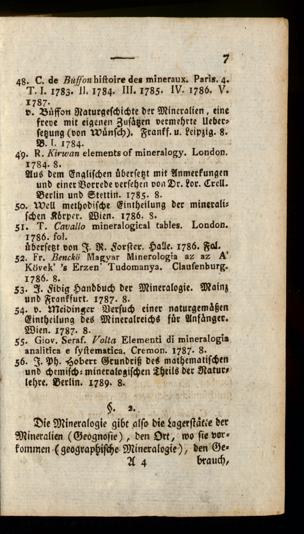 7
48. C. de Büffon histoire des mineraux. Paris. 4.
T. I. 1783. II. 1784. III. 1785. IV. 1786. V.
1787.
v. Büffon Naturgeschichte der Mineralien, eine
freye mit eigenen Zusätzen vermehrte Ueber-
setzung (von Wünsch). Frankf. u. Leipzig. 8.
B. I. 1784.
49. R. Kirwan elements of mineralogy. London.
1784. 8.
Aus dem Englischen übersetzt mit Anmerkungen
und einer Vorrede versehen von Dr. Lor. Crell.
Berlin und Stettin. 1785. 8.
50. Well methodische Eintheilung der minerali-
schen Körper. Wien. 1786. 8.
51. T. Cavallo mineralogical tables. London.
1786. fol.
übersetzt von J. R. Forster. Halle. 1786. Fol.
52. Fr. Benckö Magyar Minerologia az az A'
Kövek' 's Erzen' Tudomanya. Claufenburg.
1786. 8.
53. J. Fibig Handbuch der Mineralogie. Mainz
und Frankfurt. 1787. 8.
54. v. Meidinger Versuch einer naturgemäßen
Eintheilung des Mineralreichs für Anfänger.
Wien. 1787. 8.
55. Giov. Seraf. Volta Elementi di mineralogia
analitica e systematica. Cremon. 1787. 8.
56. J. Ph. Hobert Grundriß des mathematischen
und chemisch-mineralogischen Theils der Natur-
lehre. Berlin. 1789. 8.
§. 2.
Die Mineralogie gibt also die Lagerstätte der
Mineralien (Geognosie), den Ort, wo sie vor-
kommen (geographische Mineralogie), den Ge-
A 4 brauch,